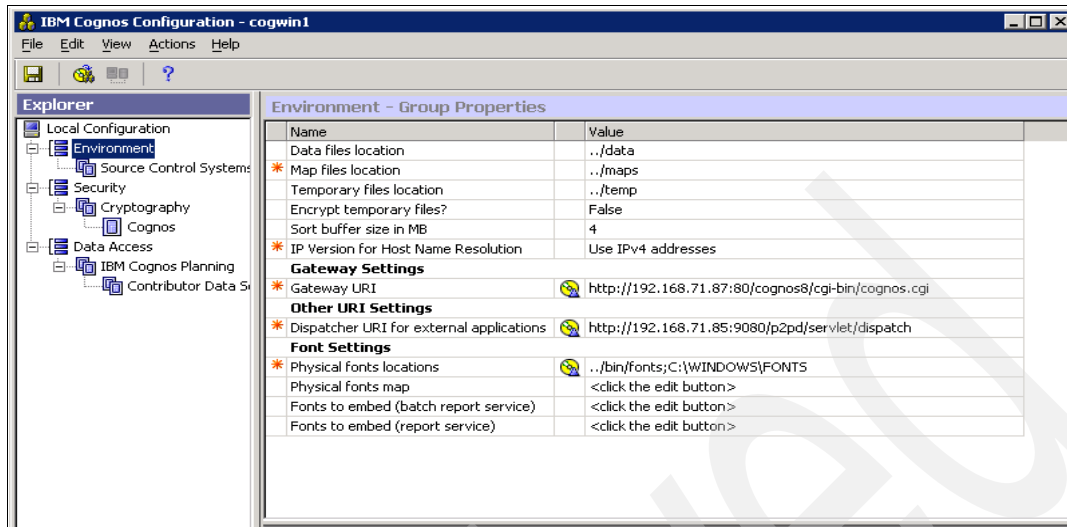 IBM Cognos Configuration - cogwin1
File Edit View Actions Help
?
Explorer
Local Configuration
Environment
Source Control Systems
Security
Cryptography
Cognos
Data Access
IBM Cognos Planning
Contributor Data
Environment - Group Properties
Name Value
Data files location ../data
* Map files location ../maps
Temporary files location ../temp
Encrypt temporary files? False
Sort buffer size in MB 4
* IP Version for Host Name Resolution Use IPv4 addresses
Gateway Settings
* Gateway URI http://192.168.71.87:80/cognos8/cgi-bin/cognos.cgi
Other URI Settings
* Dispatcher URI for external applications http://192.168.71.85:9080/p2pd/servlet/dispatch
Font Settings
* Physical fonts locations ../bin/fonts;C:\WINDOWS\FONTS
Physical fonts map <click the edit button>
Fonts to embed (batch report service) <click the edit button>
Fonts to embed (report service) <click the edit button>